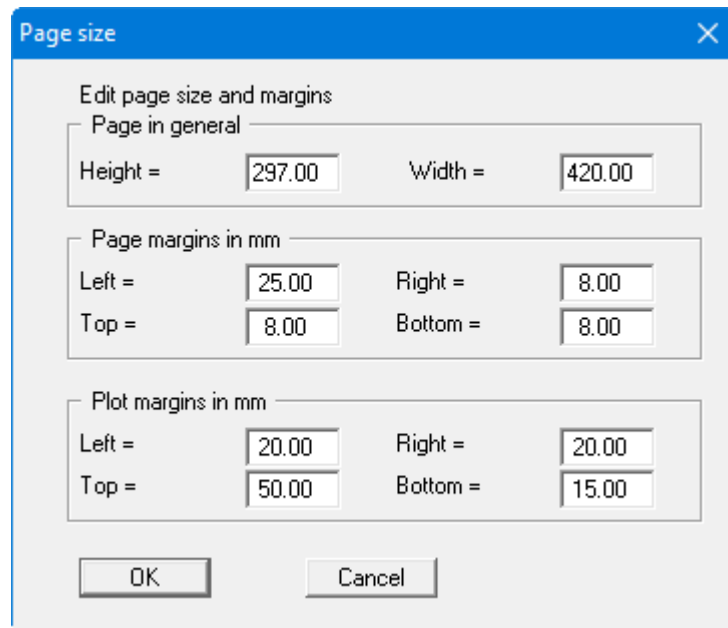 Page size
Edit page size and margins
Page in general
Height = 297.00 Width = 420.00
Page margins in mm
Left = 25.00 Right = 8.00
Top = 8.00 Bottom = 8.00
Plot margins in mm
Left = 20.00 Right = 20.00
Top = 50.00 Bottom = 15.00
OK Cancel